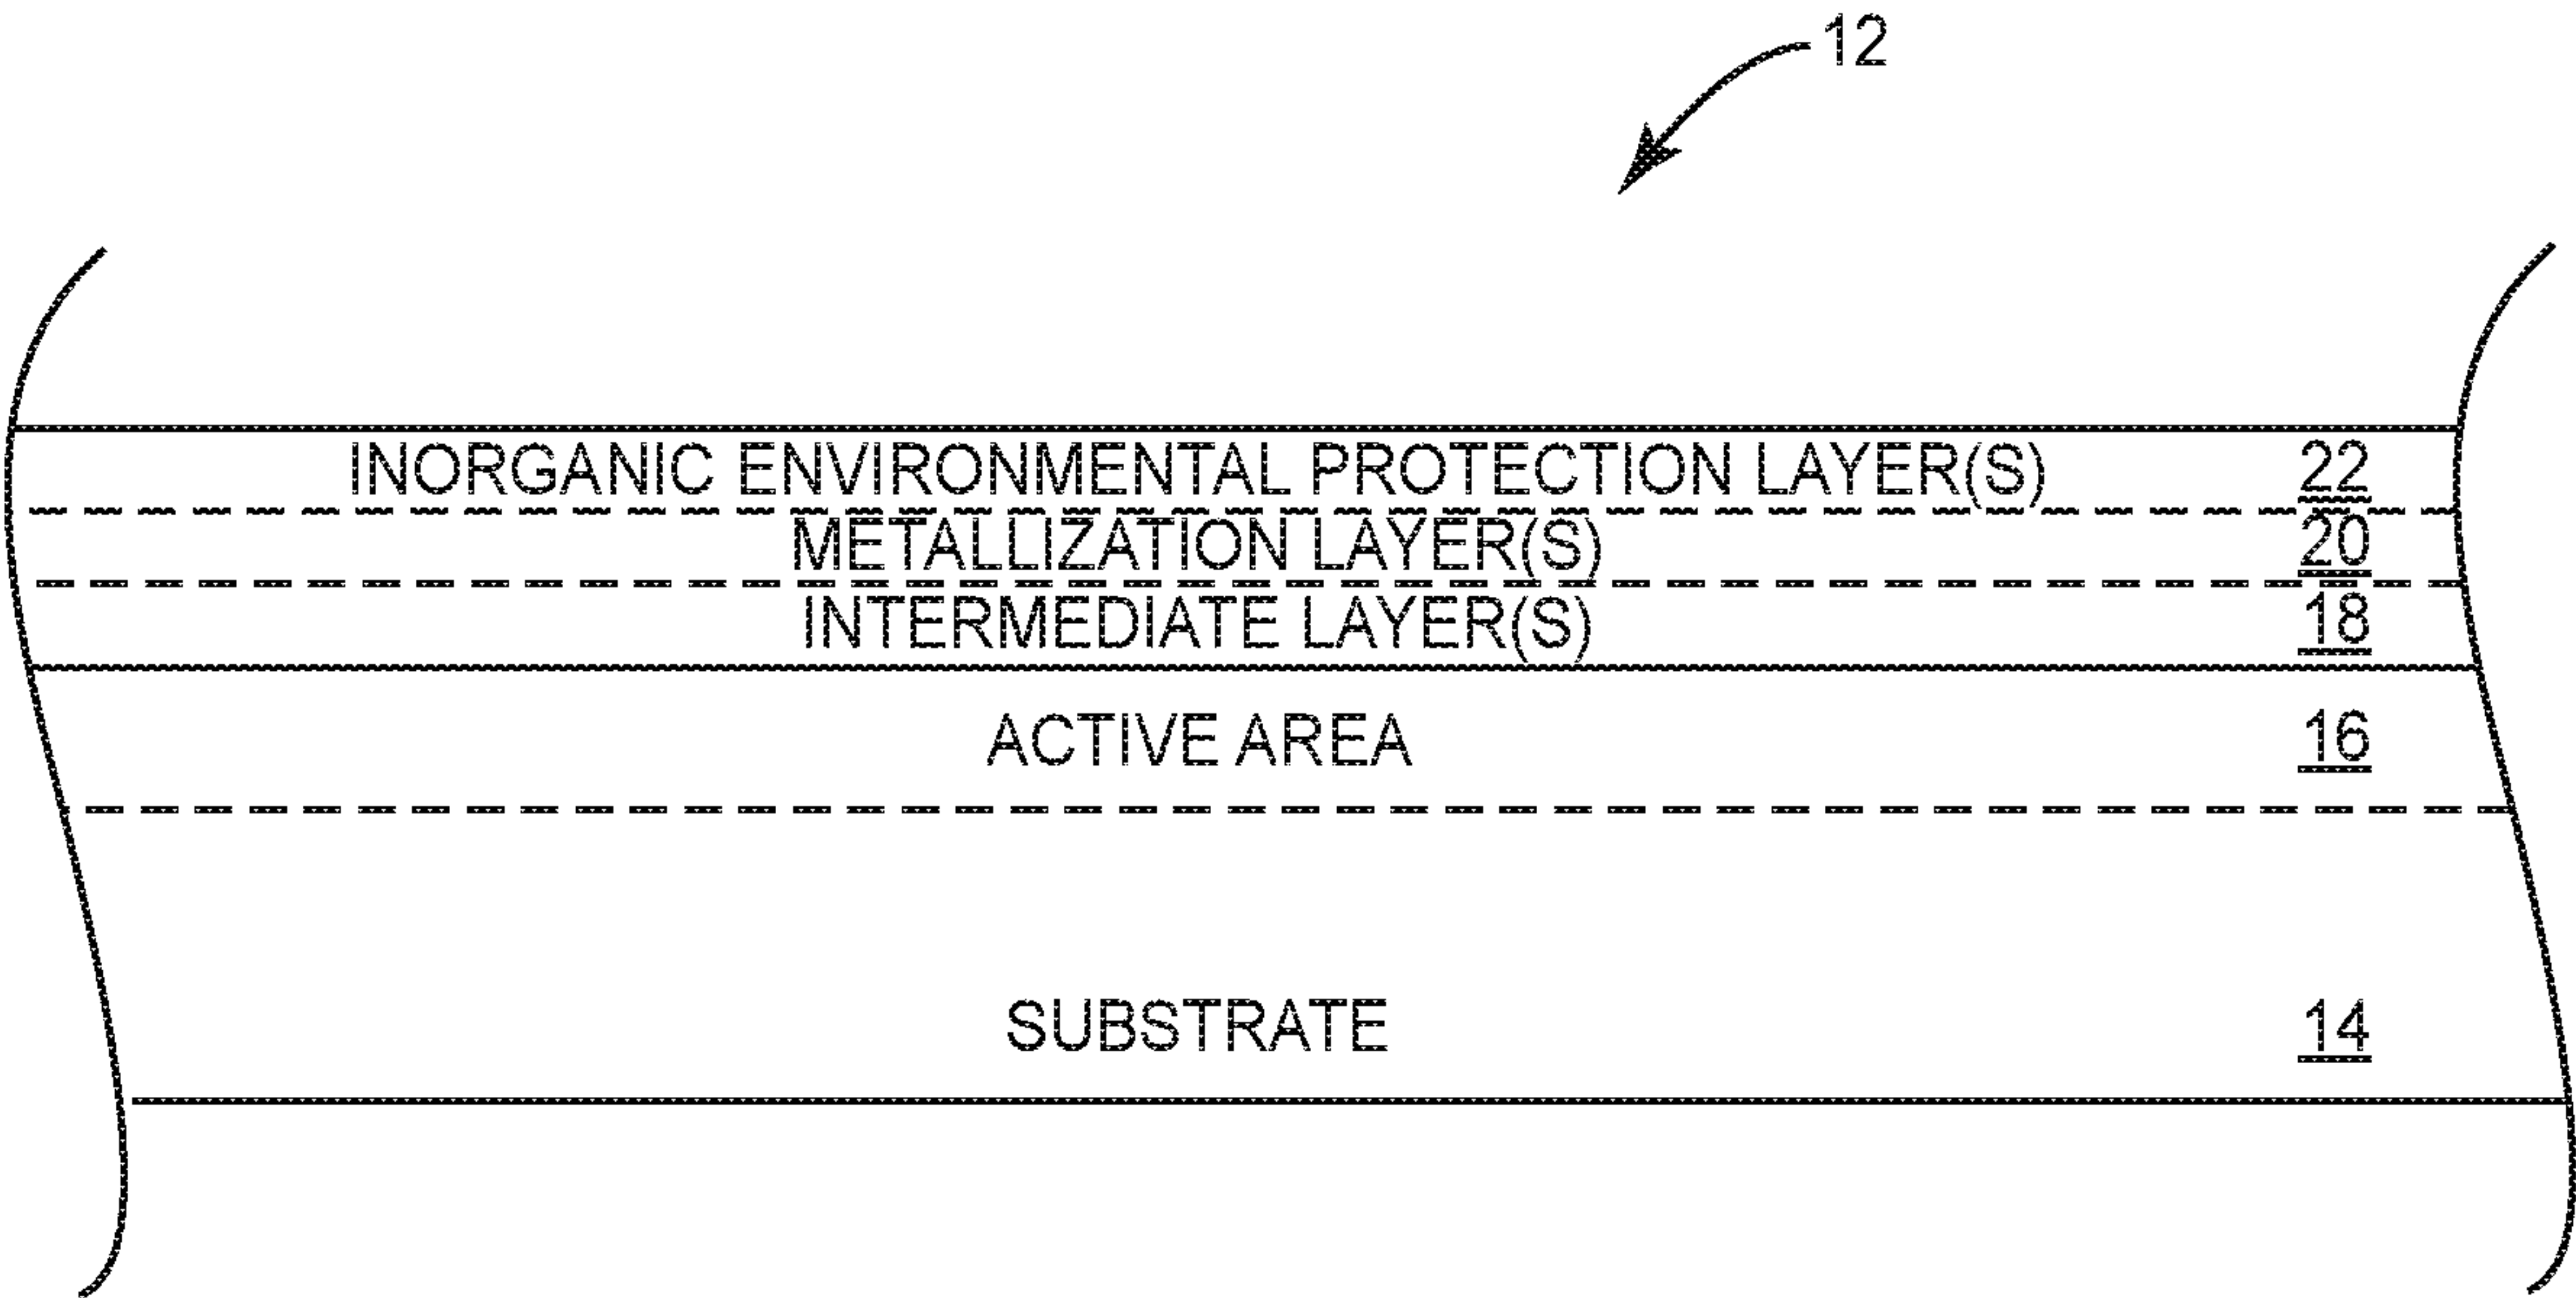 12
INORGANIC ENVIRONMENTAL PROTECTION LAYER(S) 22
METALLIZATION LAYER(S) 20
INTERMEDIATE LAYER(S) 18
ACTIVE AREA 16
SUBSTRATE 14